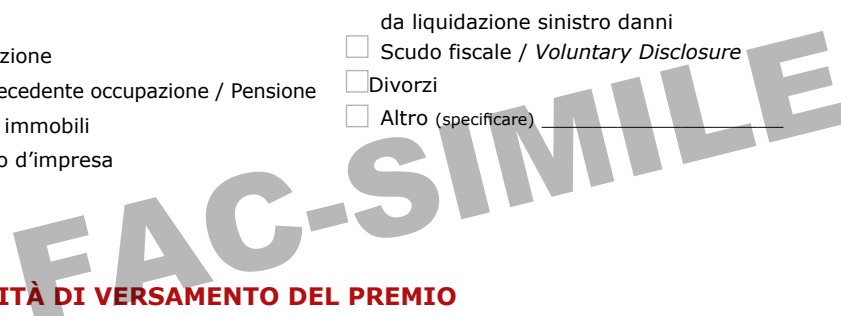 da liquidazione sinistro danni
zione
Scudo fiscale / Voluntary Disclosure
ecedente occupazione / Pensione
Divorzi
immobili
Altro (specificare) ______________________
o d'impresa
FAC-SIMILE
ITÀ DI VERSAMENTO DEL PREMIO